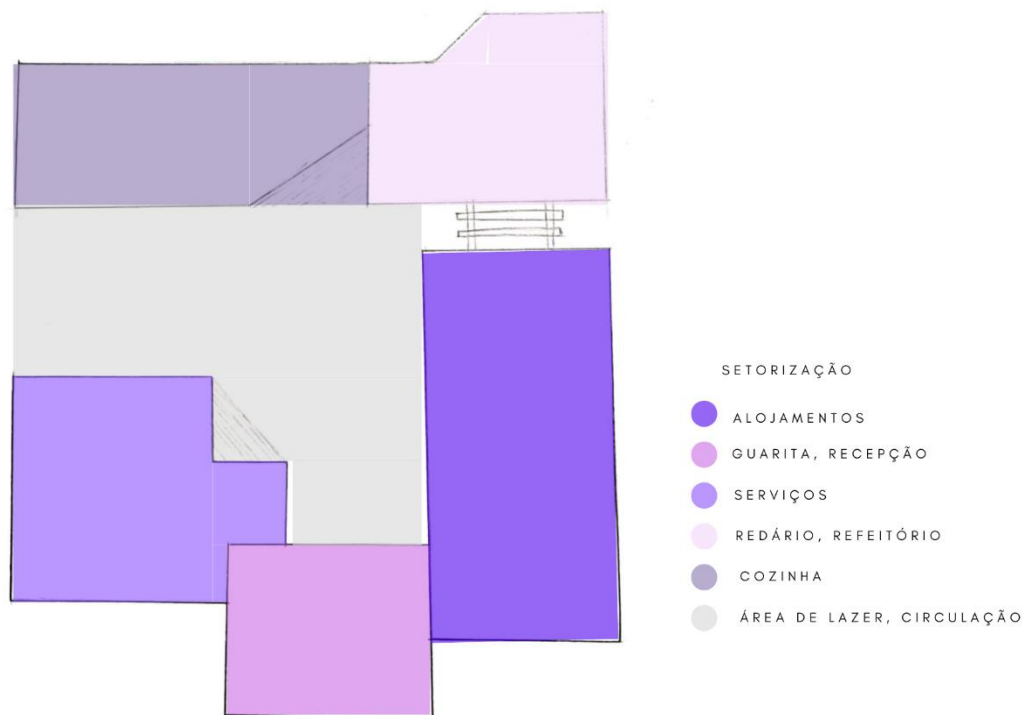 SETORIZAÇÃO
ALOJAMENTOS
GUARITA, RECEPÇÃO
SERVIÇOS
REDÁRIO, REFEITÓRIO
COZINHA
ÁREA DE LAZER, CIRCULAÇÃO